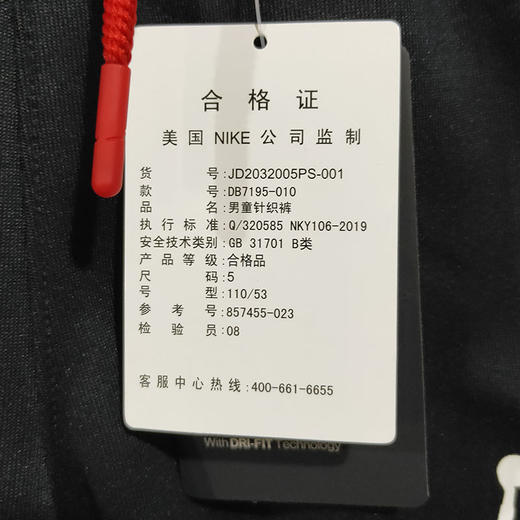 合格证
美国 NIKE 公司监制
货号:JD2032005PS-001
款号:DB7195-010
品名:男童针织裤
执行标准:Q/320585 NKY106-2019
安全技术类别:GB 31701 B类
产品等级:合格品
尺码:5
号型:110/53
参考号:857455-023
检验员:08
客服中心热线:400-661-6655
With DRI-FIT Technology